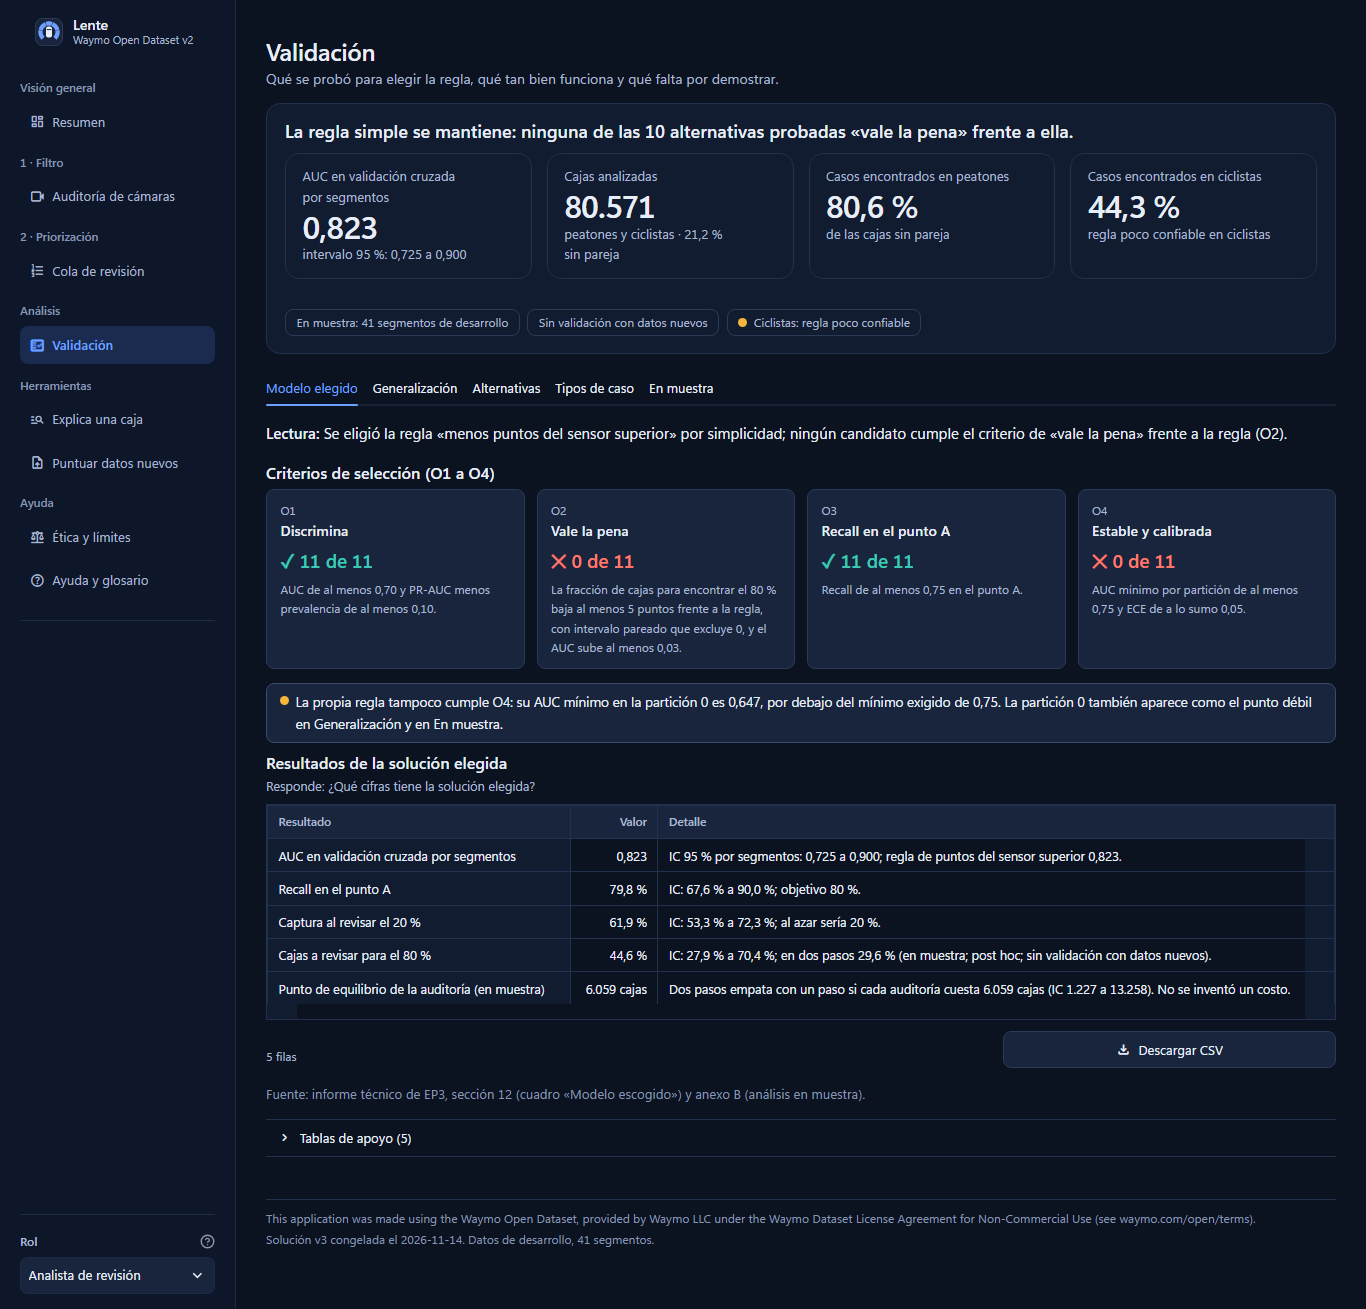 Lente
Waymo Open Dataset v2
Visión general
Resumen
1 · Filtro
Auditoría de cámaras
2 · Priorización
Cola de revisión
Análisis
Validación
Herramientas
Explica una caja
Puntuar datos nuevos
Ayuda
Ética y límites
Ayuda y glosario
Rol
Analista de revisión
Validación
Qué se probó para elegir la regla, qué tan bien funciona y qué falta por demostrar.
La regla simple se mantiene: ninguna de las 10 alternativas probadas «vale la pena» frente a ella.
AUC en validación cruzada
por segmentos
0,823
intervalo 95 %: 0,725 a 0,900
Cajas analizadas
80.571
peatones y ciclistas · 21,2 %
sin pareja
Casos encontrados en peatones
80,6 %
de las cajas sin pareja
Casos encontrados en ciclistas
44,3 %
regla poco confiable en ciclistas
En muestra: 41 segmentos de desarrollo
Sin validación con datos nuevos
Ciclistas: regla poco confiable
Modelo elegido
Generalización
Alternativas
Tipos de caso
En muestra
Lectura: Se eligió la regla «menos puntos del sensor superior» por simplicidad; ningún candidato cumple el criterio de «vale la pena» frente a la regla (O2).
Criterios de selección (O1 a O4)
O1
Discrimina
11 de 11
AUC de al menos 0,70 y PR-AUC menos
prevalencia de al menos 0,10.
O2
Vale la pena
0 de 11
La fracción de cajas para encontrar el 80 %
baja al menos 5 puntos frente a la regla,
con intervalo pareado que excluye 0, y el
AUC sube al menos 0,03.
O3
Recall en el punto A
11 de 11
Recall de al menos 0,75 en el punto A.
O4
Estable y calibrada
0 de 11
AUC mínimo por partición de al menos
0,75 y ECE de a lo sumo 0,05.
La propia regla tampoco cumple O4: su AUC mínimo en la partición 0 es 0,647, por debajo del mínimo exigido de 0,75. La partición 0 también aparece como el punto débil
en Generalización y en En muestra.
Resultados de la solución elegida
Responde: ¿Qué cifras tiene la solución elegida?
Resultado Valor Detalle
AUC en validación cruzada por segmentos 0,823 IC 95 % por segmentos: 0,725 a 0,900; regla de puntos del sensor superior 0,823.
Recall en el punto A 79,8 % IC: 67,6 % a 90,0 %; objetivo 80 %.
Captura al revisar el 20 % 61,9 % IC: 53,3 % a 72,3 %; al azar sería 20 %.
Cajas a revisar para el 80 % 44,6 % IC: 27,9 % a 70,4 %; en dos pasos 29,6 % (en muestra; post hoc; sin validación con datos nuevos).
Punto de equilibrio de la auditoría (en muestra) 6.059 cajas Dos pasos empata con un paso si cada auditoría cuesta 6.059 cajas (IC 1.227 a 13.258). No se inventó un costo.
5 filas
Descargar CSV
Fuente: informe técnico de EP3, sección 12 (cuadro «Modelo escogido») y anexo B (análisis en muestra).
Tablas de apoyo (5)
This application was made using the Waymo Open Dataset, provided by Waymo LLC under the Waymo Dataset License Agreement for Non-Commercial Use (see waymo.com/open/terms).
Solución v3 congelada el 2026-11-14. Datos de desarrollo, 41 segmentos.